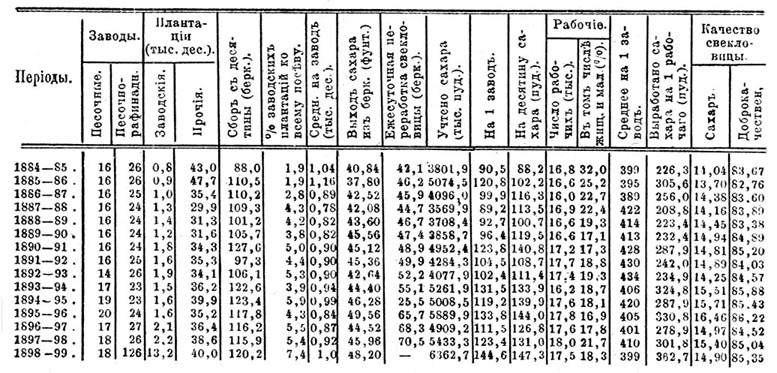 Періоды.
Заводы.
Песочные.
Песочно-рафинадн.
Плантаціи (тыс. дес.).
Заводскія.
Прочія.
Сборъ съ десятины (берк.).
% заводскихъ плантацій ко всему посѣву.
Средн. на заводъ (тыс. дес.).
Выходъ сахара изъ берк. (фунт.).
Ежесуточная переработка свекловицы (берк.).
Учтено сахара (тыс. пуд.).
На 1 заводъ.
На десятину сахара (пуд.).
Рабочіе.
Число рабочихъ (тыс.).
Въ томъ числѣ жнщ. и мал. (%).
Среднее на 1 заводъ.
Выработано сахара на 1 рабочаго (пуд.).
Качество свекловицы.
Сахаръ.
Доброкачествен.
1884—85. 16 26 0,8 43,0 88,0 1,9 1,04 40,84 42,1 3801,9 90,5 88,2 16,8 32,0 399 226,3 14,04 83,67
1885—86. 16 26 0,9 47,7 110,5 1,9 1,16 37,80 46,2 5074,5 120,8 102,2 16,6 25,2 395 305,6 13,70 82,76
1886—87. 16 25 1,0 35,4 110,2 2,8 0,89 42,52 45,9 4096,0 99,9 116,3 16,0 22,7 389 256,0 14,38 83,60
1887—88. 16 24 1,3 29,9 109,3 4,3 0,78 42,08 44,7 3569,9 89,2 113,5 16,9 22,4 422 208,8 14,16 83,89
1888—89. 16 24 1,4 31,3 101,2 4,2 0,82 43,60 46,7 3708,4 92,7 100,7 16,6 19,3 414 223,4 14,45 83,38
1889—90. 16 24 1,2 31,6 105,7 3,8 0,82 45,56 47,4 3858,7 96,4 119,5 16,6 17,1 413 232,4 14,94 84,89
1890—91. 16 24 1,8 34,3 127,6 5,0 0,90 45,12 48,9 4952,4 123,8 140,8 17,2 17,3 428 287,9 14,81 85,20
1891—92. 16 25 1,6 35,3 97,3 4,4 0,90 45,36 49,9 4284,3 104,5 108,7 17,7 18,8 430 242,0 14,89 84,03
1892—93. 14 26 1,9 34,1 106,1 5,3 0,90 42,64 52,2 4077,9 102,4 111,4 17,4 19,3 434 234,8 14,25 84,57
1893—94. 17 23 1,5 36,2 122,6 3,9 0,94 44,40 55,1 5261,9 131,5 133,9 16,2 18,7 406 324,8 15,51 85,88
1894—95. 19 23 1,6 39,9 123,4 5,9 0,99 46,28 25,5 5008,5 119,2 139,9 17,6 18,1 420 287,9 15,71 85,43
1895—96. 20 24 1,6 35,2 117,8 4,3 0,84 49,56 65,7 5889,9 133,8 144,0 17,8 16,9 405 330,8 16,46 86,22
1896—97. 17 27 2,1 36,4 116,2 5,5 0,87 44,52 68,3 4909,2 111,5 126,8 17,6 17,8 401 278,9 14,97 84,52
1897—98. 18 26 2,2 38,6 115,9 5,4 0,92 45,96 70,5 5433,3 123,4 131,0 18,0 21,7 410 301,8 15,40 85,04
1898—99. 18 126 13,2 40,0 120,2 7,4 1,0 48,20 — 6362,7 144,6 147,3 17,5 18,3 399 362,7 14,90 85,35